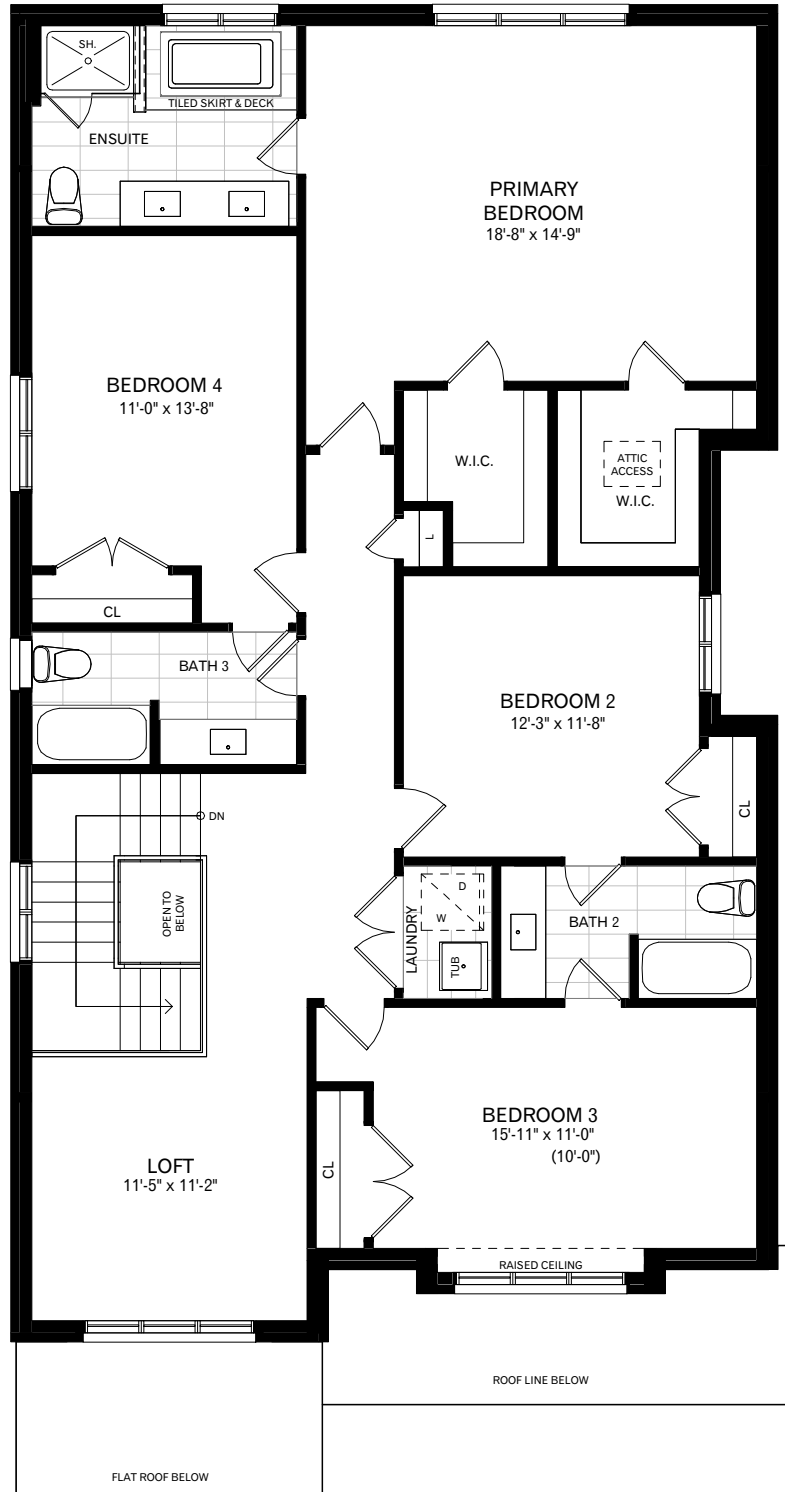 SH.
TILED SKIRT & DECK
ENSUITE
PRIMARY
BEDROOM
18'-8" x 14'-9"
BEDROOM 4
11'-0" x 13'-8"
W.I.C.
ATTIC
ACCESS
W.I.C.
L
CL
BATH 3
BEDROOM 2
12'-3" x 11'-8"
CL
DN
OPEN TO
BELOW
LAUNDRY
D
W
TUB
BATH 2
BEDROOM 3
15'-11" x 11'-0"
(10'-0")
CL
LOFT
11'-5" x 11'-2"
RAISED CEILING
ROOF LINE BELOW
FLAT ROOF BELOW